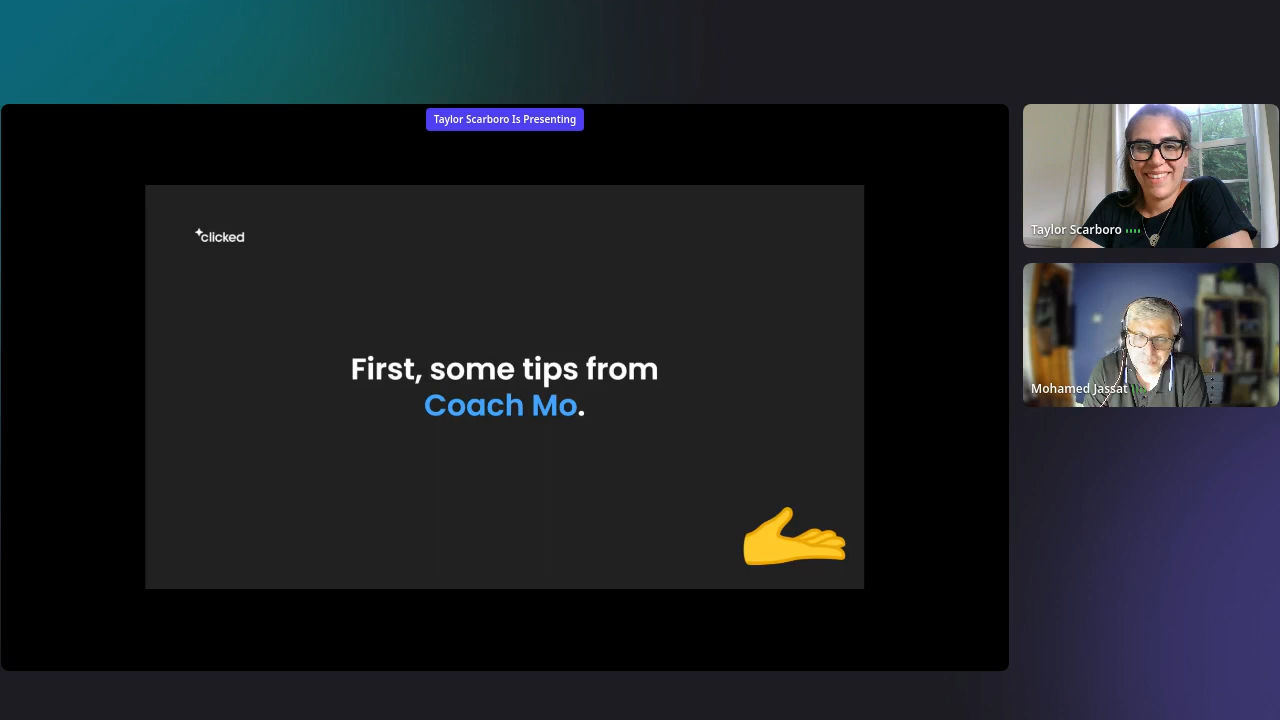 Taylor Scarboro Is Presenting
clicked
First, some tips from
Coach Mo.
Taylor Scarboro
Mohamed Jassat